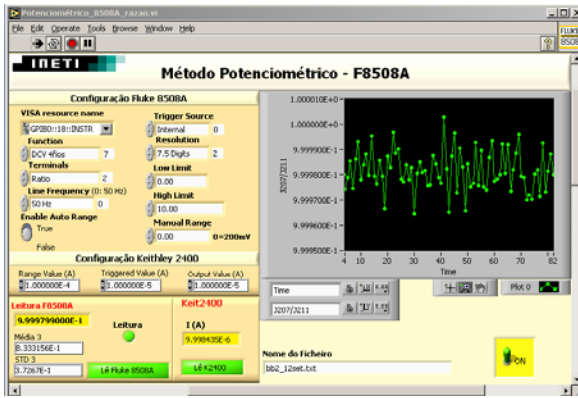 Potenciométrico_8508A_razao.vi
File Edit Operate Tools Browse Window Help
FLUKE
8508
INETI
Método Potenciométrico - F8508A
Configuração Fluke 8508A
VISA resource name
GPIB0::18::INSTR
Function
DCV 4fios 7
Terminals
Ratio 2
Line Frequency (0: 50 Hz)
50 Hz 0
Enable Auto Range
True
False
Trigger Source
Internal 0
Resolution
7.5 Digits 2
Low Limit
0.00
High Limit
10.00
Manual Range
0.00 0=200mV
Configuração Keithley 2400
Range Value (A) Triggered Value (A) Output Value (A)
1.000000E-4 1.000000E-5 1.000000E-5
Leitura F8508A
9.999799000E-1
Média 3
8.333156E-1
STD 3
3.7267E-1
Leitura
Lê Fluke 8508A
Keit2400
I (A)
9.998435E-6
Lê K2400
1.000010E+0
1.000000E+0
9.999900E-1
9.999800E-1
9.999700E-1
9.999600E-1
9.999500E-1
J207/J211
4 10 20 30 40 50 60 70 82
Time
Time
J207/J211
Plot 0
Nome do Ficheiro
bb2_12set.txt
ON